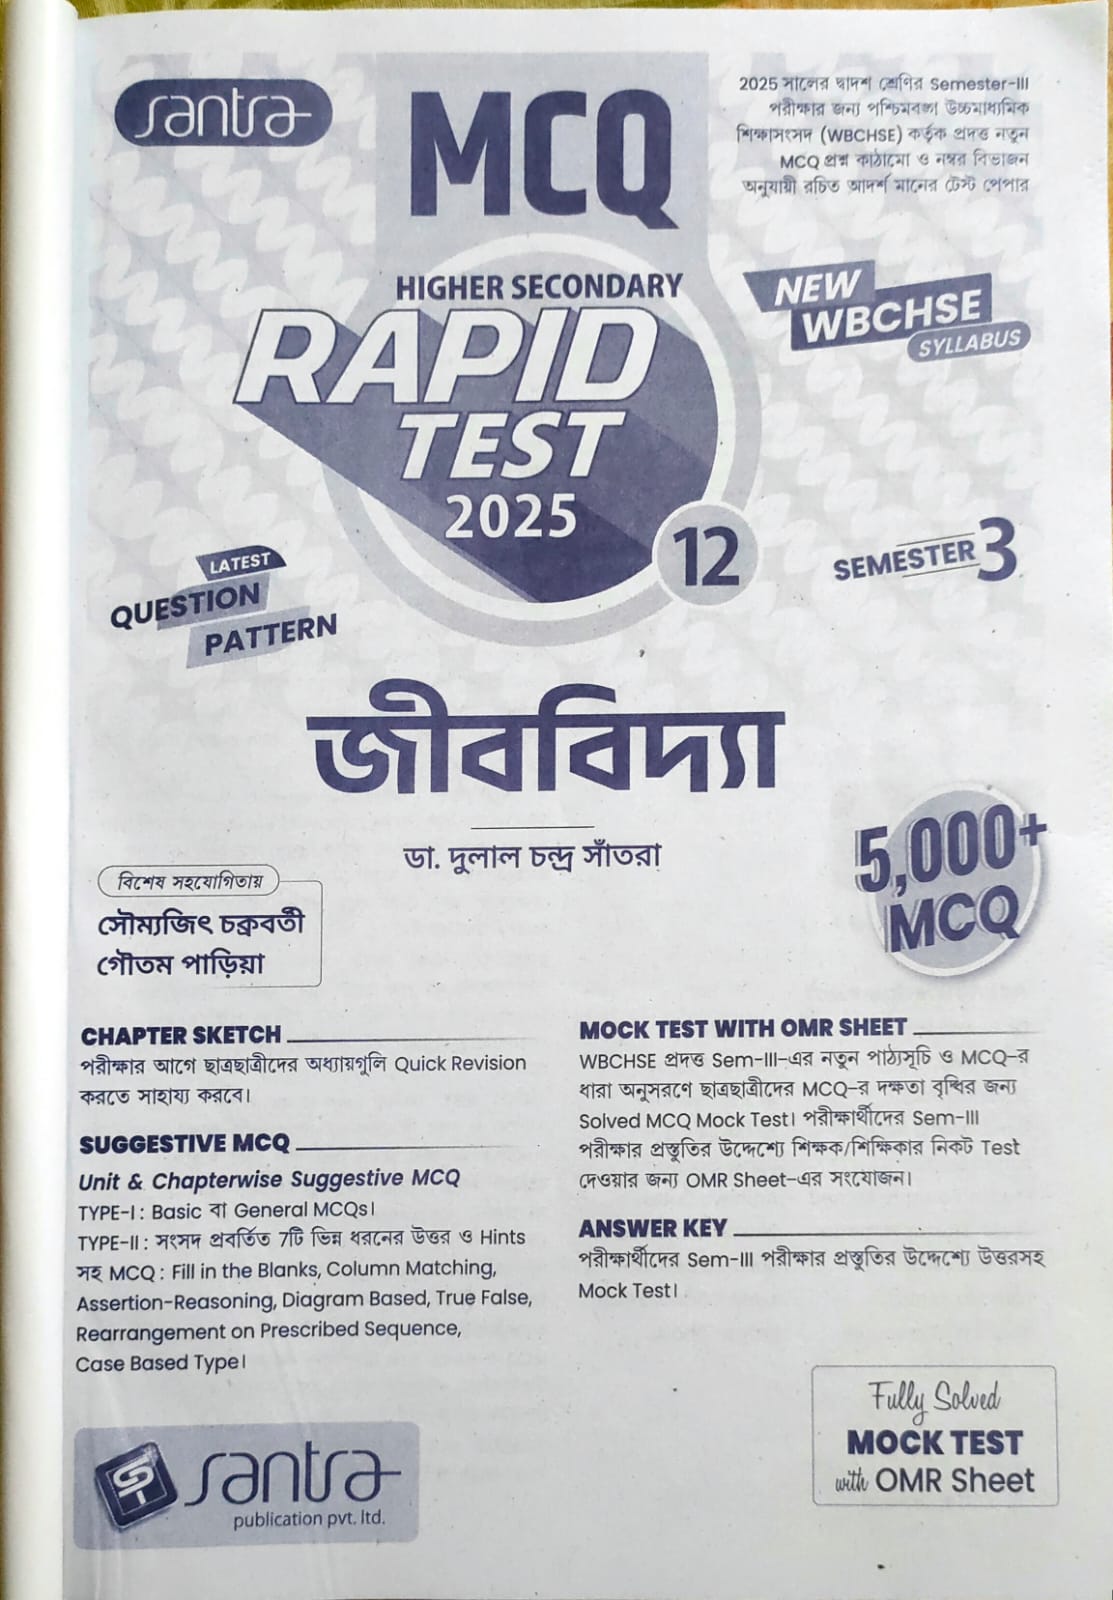 santra
MCQ
2025 সালের দ্বাদশ শ্রেণির Semester-III
পরীক্ষার জন্য পশ্চিমবঙ্গ উচ্চমাধ্যমিক
শিক্ষাসংসদ (WBCHSE) কর্তৃক প্রদত্ত নতুন
MCQ প্রশ্ন কাঠামো ও নম্বর বিভাজন
অনুযায়ী রচিত আদর্শ মানের টেস্ট পেপার
HIGHER SECONDARY
RAPID
TEST
2025
12
NEW
WBCHSE
SYLLABUS
SEMESTER 3
LATEST
QUESTION
PATTERN
জীববিদ্যা
ডা. দুলাল চন্দ্র সাঁতরা
5,000+
MCQ
বিশেষ সহযোগিতায়
সৌম্যজিৎ চক্রবর্তী
গৌতম পাড়িয়া
CHAPTER SKETCH
পরীক্ষার আগে ছাত্রছাত্রীদের অধ্যায়গুলি Quick Revision
করতে সাহায্য করবে।
SUGGESTIVE MCQ
Unit & Chapterwise Suggestive MCQ
TYPE-I : Basic বা General MCQs।
TYPE-II : সংসদ প্রবর্তিত 7টি ভিন্ন ধরনের উত্তর ও Hints
সহ MCQ : Fill in the Blanks, Column Matching,
Assertion-Reasoning, Diagram Based, True False,
Rearrangement on Prescribed Sequence,
Case Based Type।
MOCK TEST WITH OMR SHEET
WBCHSE প্রদত্ত Sem-III-এর নতুন পাঠ্যসূচি ও MCQ-র
ধারা অনুসরণে ছাত্রছাত্রীদের MCQ-র দক্ষতা বৃদ্ধির জন্য
Solved MCQ Mock Test। পরীক্ষার্থীদের Sem-III
পরীক্ষার প্রস্তুতির উদ্দেশ্যে শিক্ষক/শিক্ষিকার নিকট Test
দেওয়ার জন্য OMR Sheet-এর সংযোজন।
ANSWER KEY
পরীক্ষার্থীদের Sem-III পরীক্ষার প্রস্তুতির উদ্দেশ্যে উত্তরসহ
Mock Test।
Fully Solved
MOCK TEST
with OMR Sheet
santra
publication pvt. ltd.